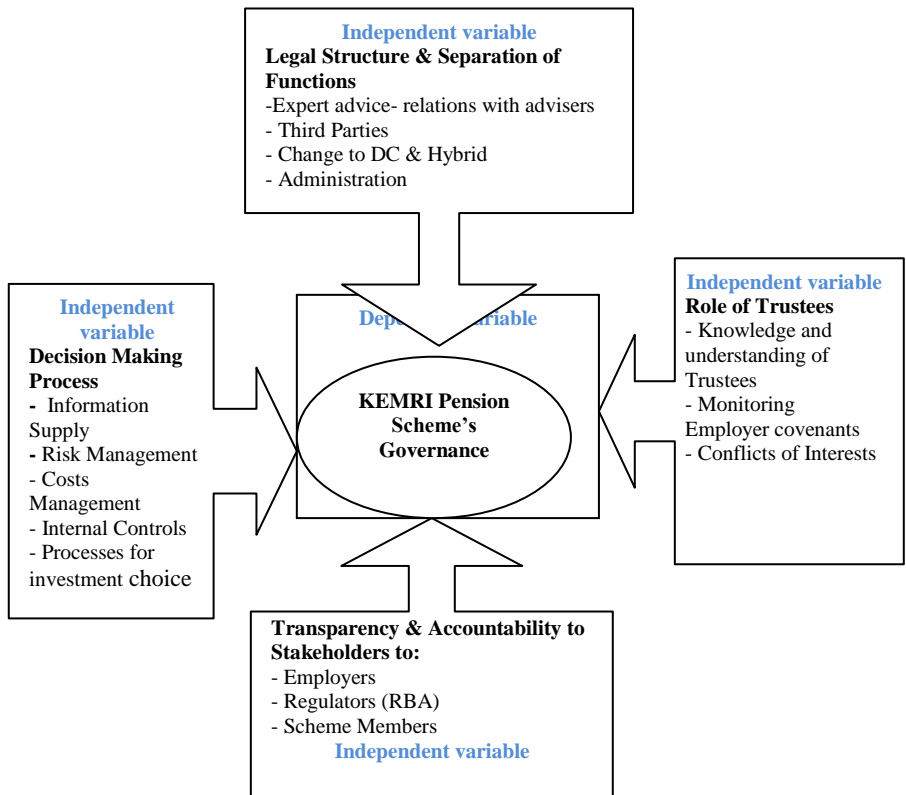 Independent variable
Legal Structure & Separation of
Functions
-Expert advice- relations with advisers
- Third Parties
- Change to DC & Hybrid
- Administration
Independent
variable
Decision Making
Process
- Information
Supply
- Risk Management
- Costs
Management
- Internal Controls
- Processes for
investment choice
KEMRI Pension
Scheme's
Governance
Independent variable
Role of Trustees
- Knowledge and
understanding of
Trustees
- Monitoring
Employer covenants
- Conflicts of Interests
Transparency & Accountability to
Stakeholders to:
- Employers
- Regulators (RBA)
- Scheme Members
Independent variable